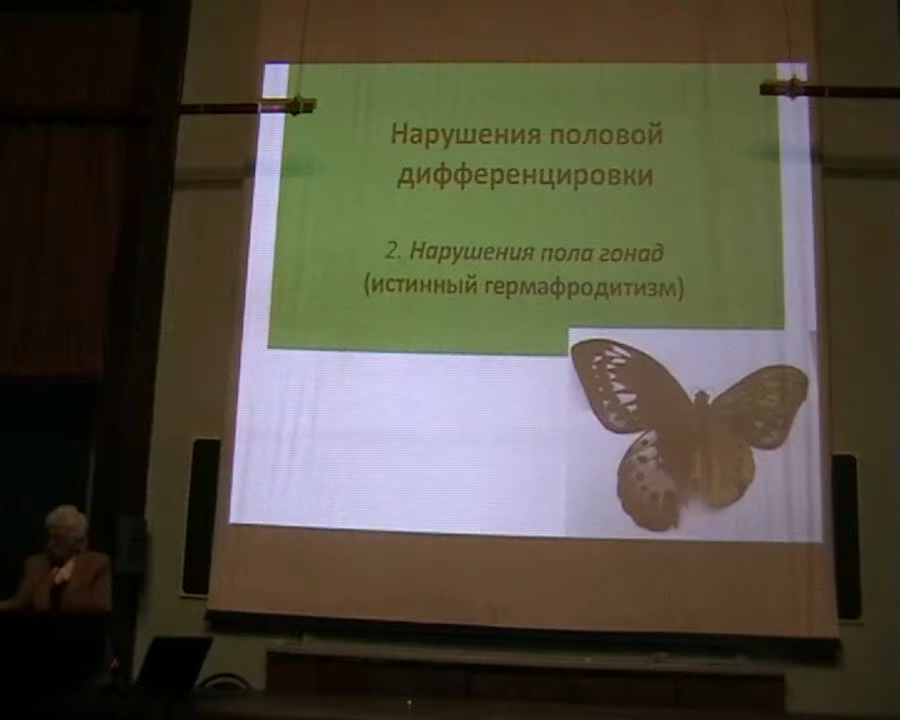 Нарушения половой
дифференцировки
2. Нарушения пола гонад
(истинный гермафродитизм)